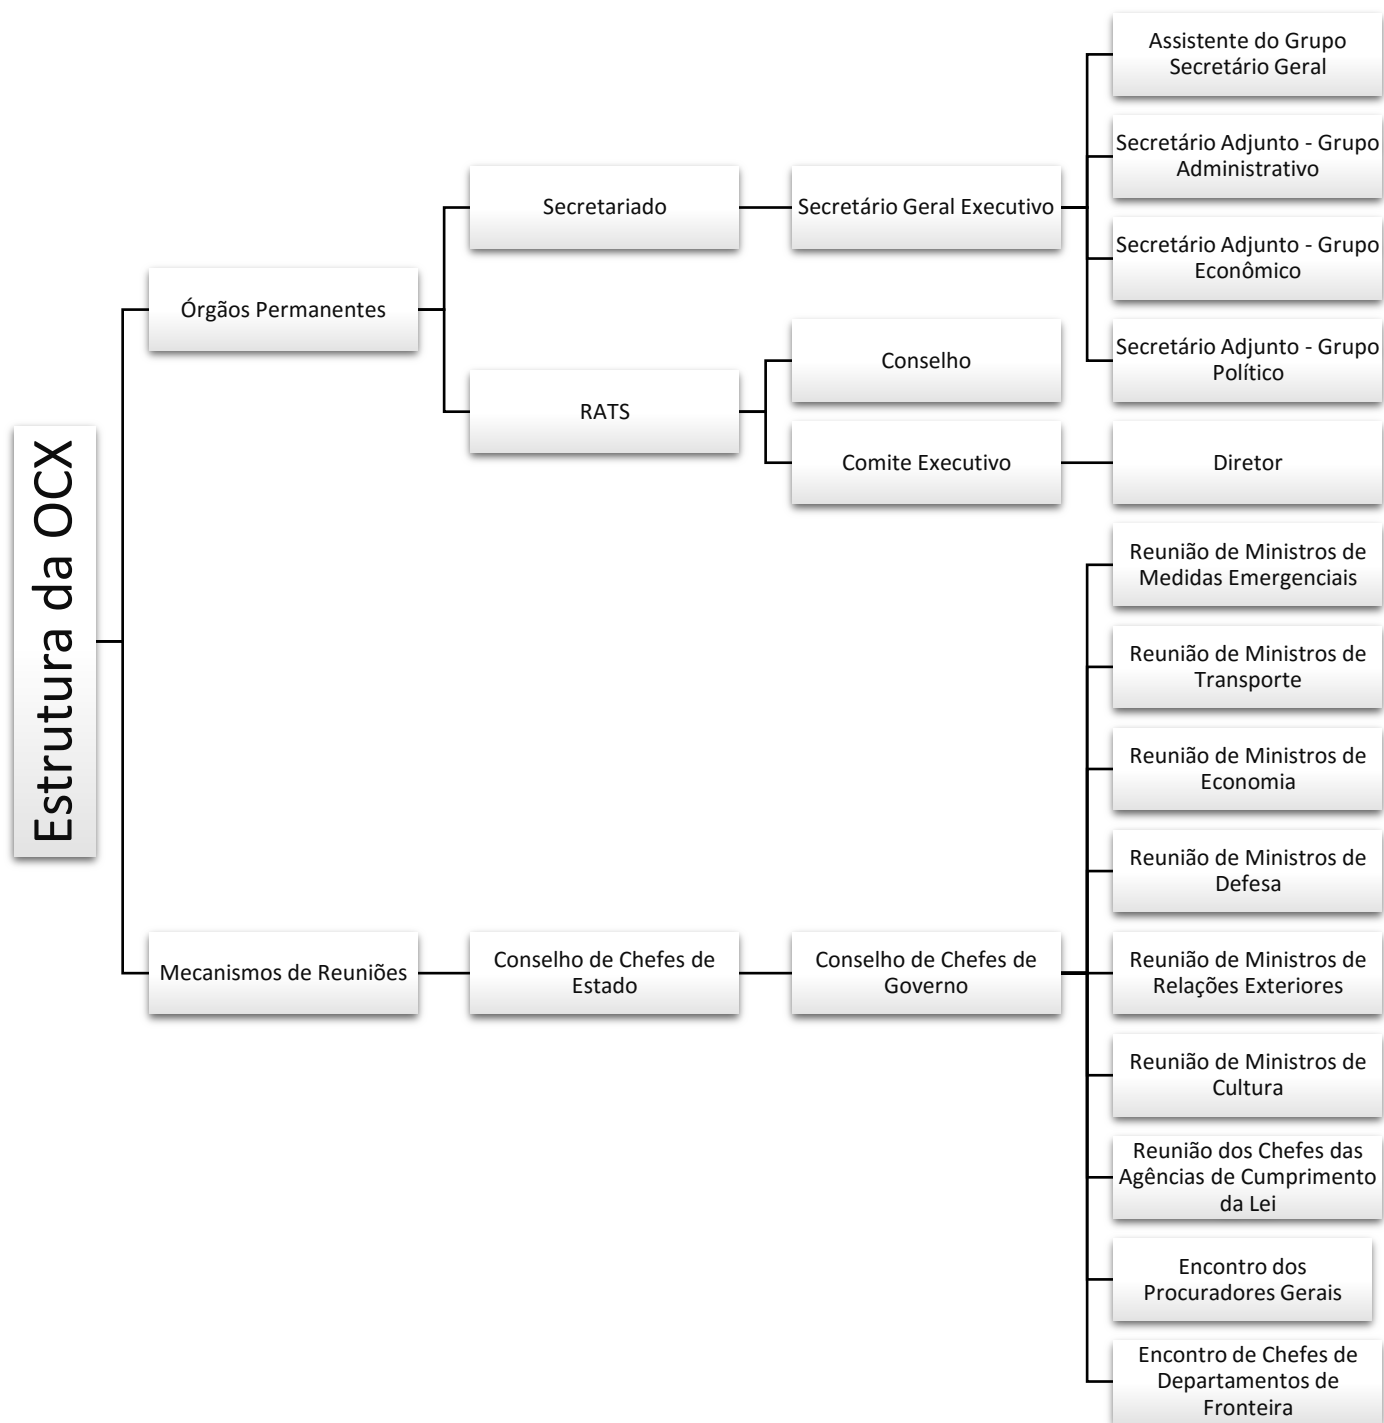 Estrutura da OCX
Órgãos Permanentes
Secretariado
Secretário Geral Executivo
Assistente do Grupo
Secretário Geral
Secretário Adjunto - Grupo
Administrativo
Secretário Adjunto - Grupo
Econômico
Secretário Adjunto - Grupo
Político
RATS
Conselho
Comite Executivo
Diretor
Mecanismos de Reuniões
Conselho de Chefes de
Estado
Conselho de Chefes de
Governo
Reunião de Ministros de
Medidas Emergenciais
Reunião de Ministros de
Transporte
Reunião de Ministros de
Economia
Reunião de Ministros de
Defesa
Reunião de Ministros de
Relações Exteriores
Reunião de Ministros de
Cultura
Reunião dos Chefes das
Agências de Cumprimento
da Lei
Encontro dos
Procuradores Gerais
Encontro de Chefes de
Departamentos de
Fronteira